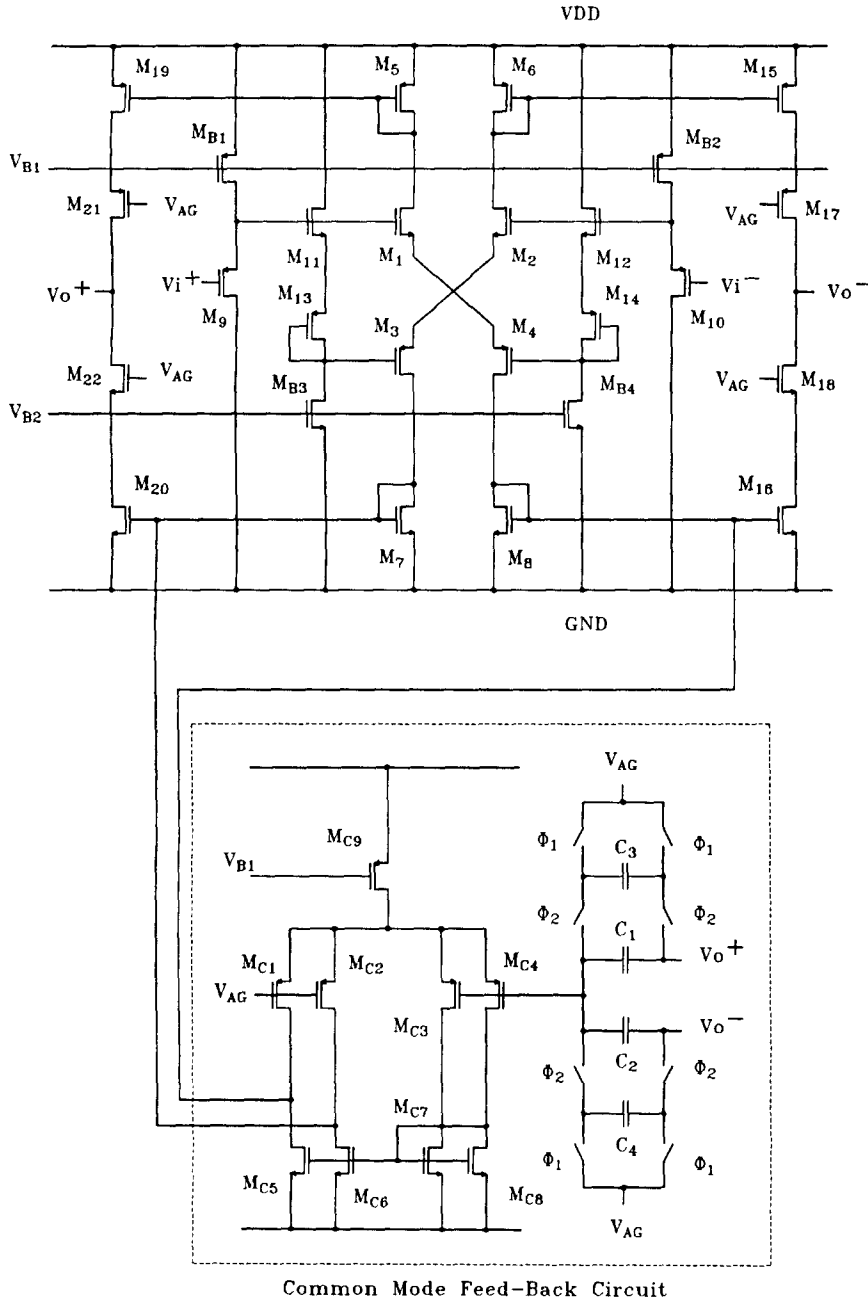 VDD
M19 M5 M6 M15
MB1 MB2
VB1
M21 VAG VAG M17
M11 M1 M2 M12
Vi+ Vi−
Vo+ M9 M13 M14 M10 Vo−
M3 M4
M22 VAG VAG M18
MB3 MB4
VB2
M20 M16
M7 M8
GND
VAG
MC9 Φ1 C3 Φ1
VB1
Φ2 C1 Φ2
MC1 MC2 MC4 Vo+
VAG
MC3 Vo−
C2
Φ2 Φ2
MC7
C4
MC5 MC6 MC8 Φ1 Φ1
VAG
Common Mode Feed-Back Circuit